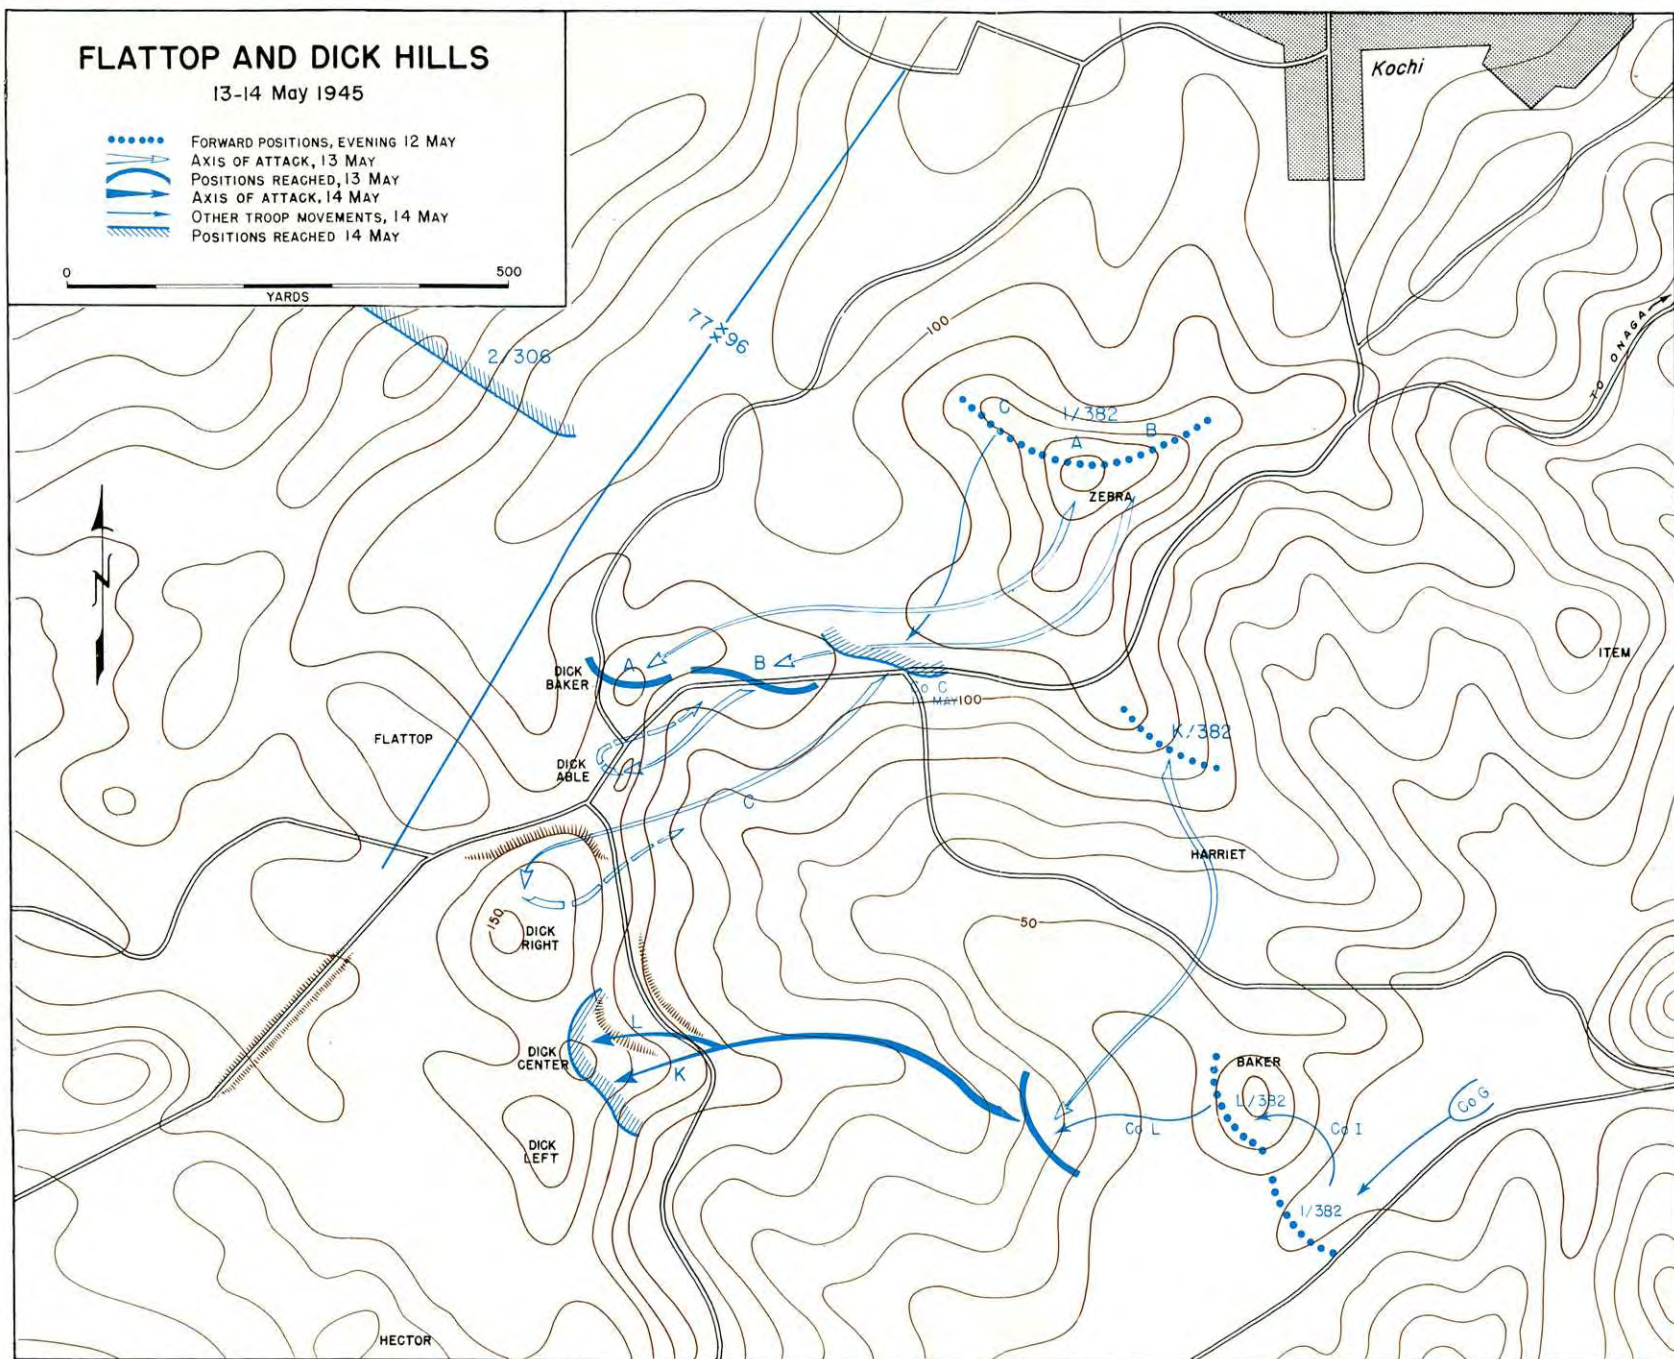 FLATTOP AND DICK HILLS
13-14 May 1945
FORWARD POSITIONS, EVENING 12 MAY
AXIS OF ATTACK, 13 MAY
POSITIONS REACHED, 13 MAY
AXIS OF ATTACK, 14 MAY
OTHER TROOP MOVEMENTS, 14 MAY
POSITIONS REACHED 14 MAY
0 500
YARDS
Kochi
77 X X 96
100
2/306
TO ONAGA
C 1/382
A B
ZEBRA
N
ITEM
DICK
BAKER
A
B
Co C
MAY
100
K/382
FLATTOP
DICK
ABLE
C
HARRIET
150
50
DICK
RIGHT
L
K
DICK
CENTER
BAKER
L/382
Co G
Co L
Co I
DICK
LEFT
I/382
HECTOR